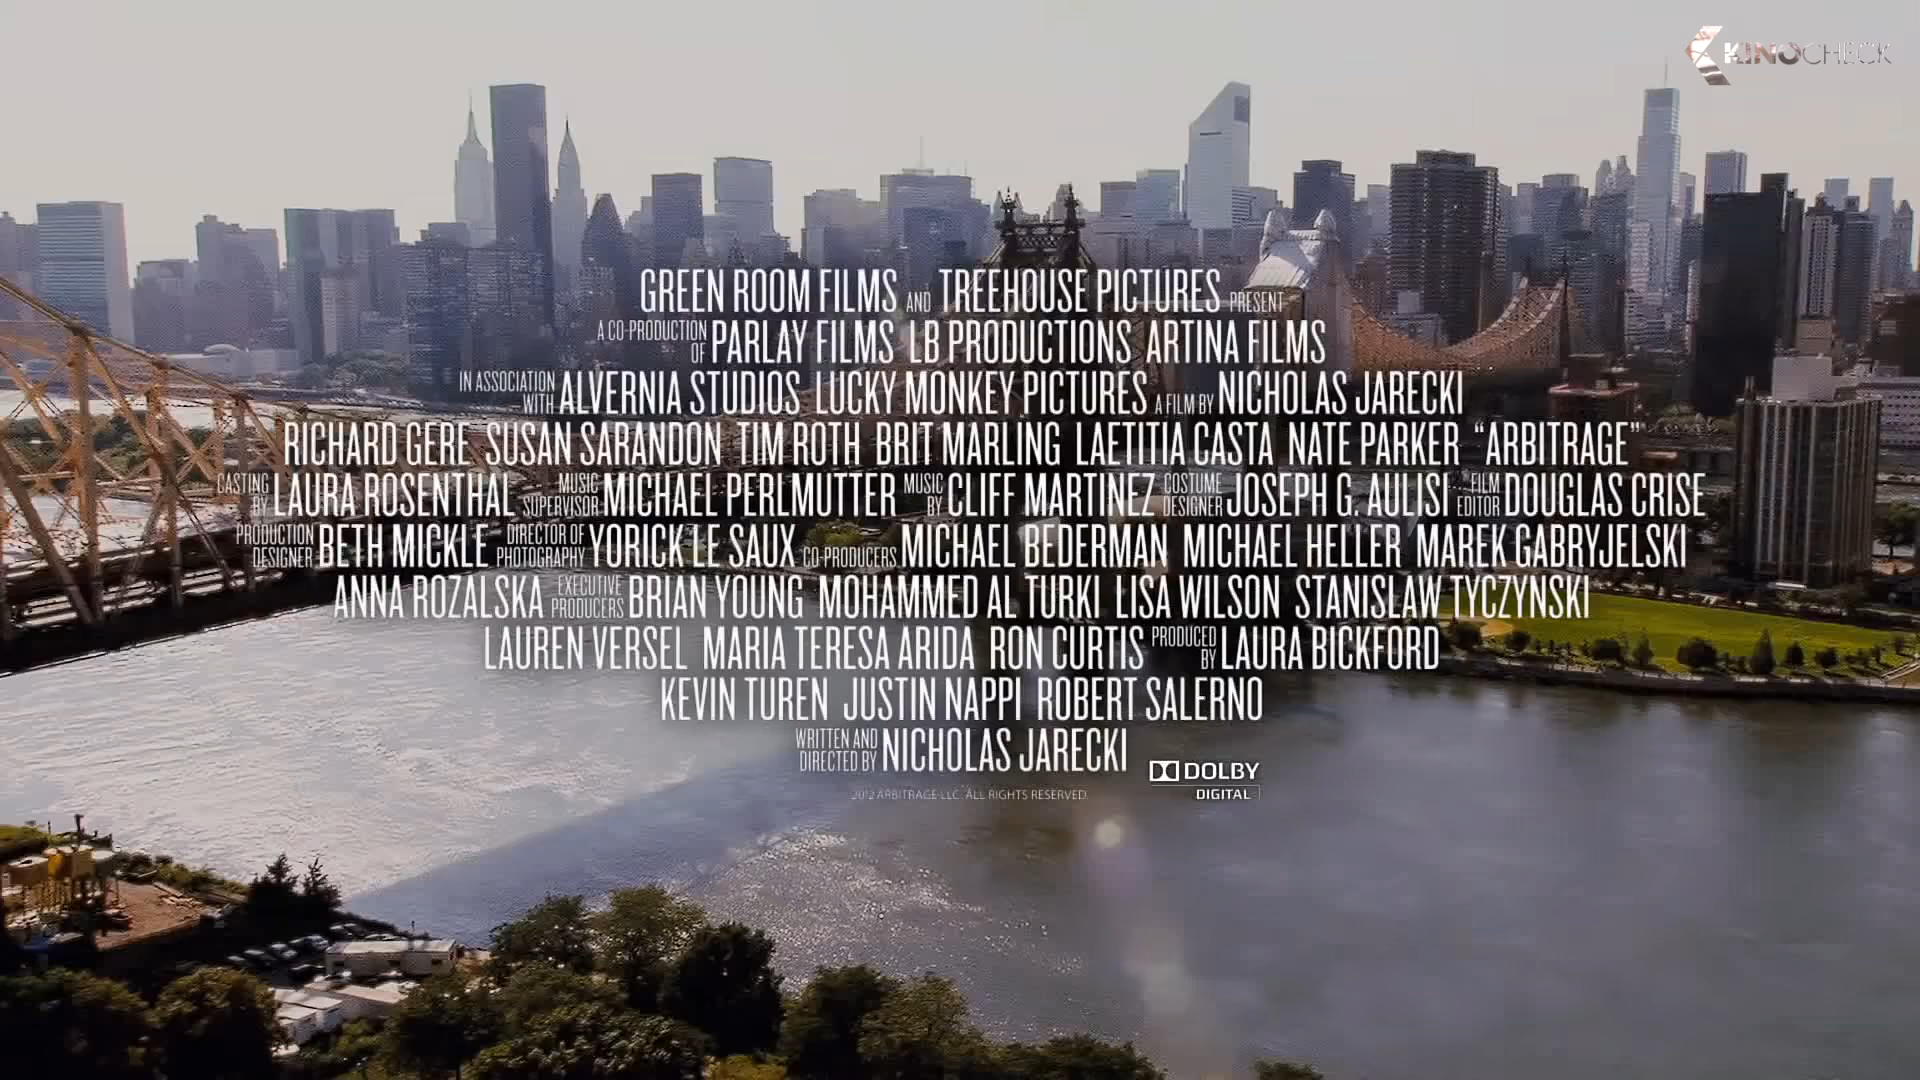 KINOCHECK
GREEN ROOM FILMS AND TREEHOUSE PICTURES PRESENT
A CO-PRODUCTION OF PARLAY FILMS LB PRODUCTIONS ARTINA FILMS
IN ASSOCIATION WITH ALVERNIA STUDIOS LUCKY MONKEY PICTURES A FILM BY NICHOLAS JARECKI
RICHARD GERE SUSAN SARANDON TIM ROTH BRIT MARLING LAETITIA CASTA NATE PARKER “ARBITRAGE”
CASTING BY LAURA ROSENTHAL MUSIC SUPERVISOR MICHAEL PERLMUTTER MUSIC BY CLIFF MARTINEZ COSTUME DESIGNER JOSEPH G. AULISI FILM EDITOR DOUGLAS CRISE
PRODUCTION DESIGNER BETH MICKLE DIRECTOR OF PHOTOGRAPHY YORICK LE SAUX CO-PRODUCERS MICHAEL BEDERMAN MICHAEL HELLER MAREK GABRYJELSKI
ANNA ROZALSKA EXECUTIVE PRODUCERS BRIAN YOUNG MOHAMMED AL TURKI LISA WILSON STANISLAW TYCZYNSKI
LAUREN VERSEL MARIA TERESA ARIDA RON CURTIS PRODUCED BY LAURA BICKFORD
KEVIN TUREN JUSTIN NAPPI ROBERT SALERNO
WRITTEN AND DIRECTED BY NICHOLAS JARECKI
DOLBY
DIGITAL
2012 ARBITRAGE LLC. ALL RIGHTS RESERVED.